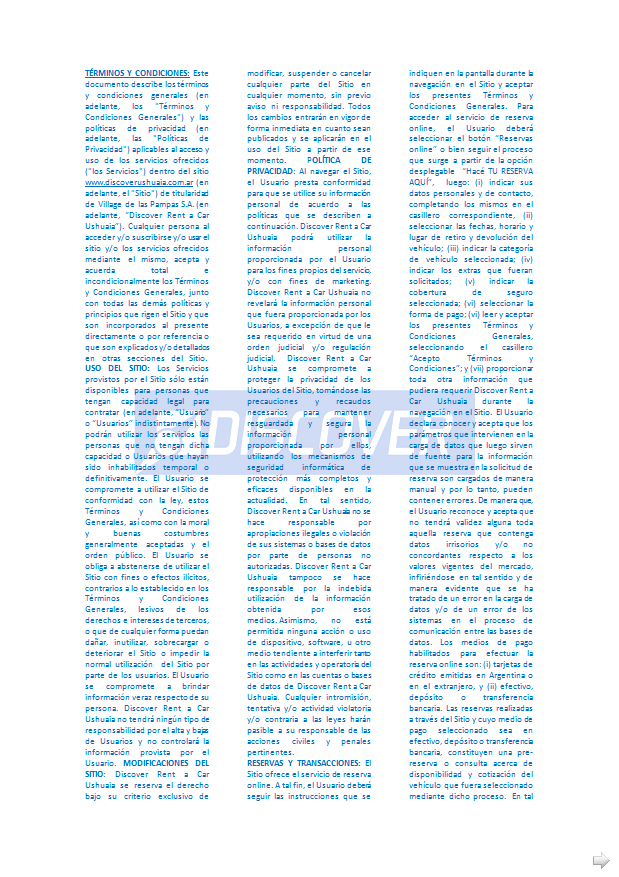 TÉRMINOS Y CONDICIONES: Este
documento describe los términos
y condiciones generales (en
adelante, los "Términos y
Condiciones Generales") y las
políticas de privacidad (en
adelante, las "Políticas de
Privacidad") aplicables al acceso y
uso de los servicios ofrecidos
("los Servicios") dentro del sitio
www.discoverushuaia.com.ar (en
adelante, el "Sitio") de titularidad
de Village de las Pampas S.A. (en
adelante, "Discover Rent a Car
Ushuaia"). Cualquier persona al
acceder y/o suscribirse y/o usar el
sitio y/o los servicios ofrecidos
mediante el mismo, acepta y
acuerda total e
incondicionalmente los Términos
y Condiciones Generales, junto
con todas las demás políticas y
principios que rigen el Sitio y que
son incorporados al presente
directamente o por referencia o
que son explicados y/o detallados
en otras secciones del Sitio.
USO DEL SITIO: Los Servicios
provistos por el Sitio sólo están
disponibles para personas que
tengan capacidad legal para
contratar (en adelante, "Usuario"
o "Usuarios" indistintamente). No
podrán utilizar los servicios las
personas que no tengan dicha
capacidad o Usuarios que hayan
sido inhabilitados temporal o
definitivamente. El Usuario se
compromete a utilizar el Sitio de
conformidad con la ley, estos
Términos y Condiciones
Generales, así como con la moral
y buenas costumbres
generalmente aceptadas y el
orden público. El Usuario se
obliga a abstenerse de utilizar el
Sitio con fines o efectos ilícitos,
contrarios a lo establecido en los
Términos y Condiciones
Generales, lesivos de los
derechos e intereses de terceros,
o que de cualquier forma puedan
dañar, inutilizar, sobrecargar o
deteriorar el Sitio o impedir la
normal utilización del Sitio por
parte de los usuarios. El Usuario
se compromete a brindar
información veraz respecto de su
persona. Discover Rent a Car
Ushuaia no tendrá ningún tipo de
responsabilidad por el alta y bajas
de Usuarios y no controlará la
información provista por el
Usuario. MODIFICACIONES DEL
SITIO: Discover Rent a Car
Ushuaia se reserva el derecho
bajo su criterio exclusivo de
modificar, suspender o cancelar
cualquier parte del Sitio en
cualquier momento, sin previo
aviso ni responsabilidad. Todos
los cambios entrarán en vigor de
forma inmediata en cuanto sean
publicados y se aplicarán en el
uso del Sitio a partir de ese
momento. POLÍTICA DE
PRIVACIDAD: Al navegar el Sitio,
el Usuario presta conformidad
para que se utilice su información
personal de acuerdo a las
políticas que se describen a
continuación. Discover Rent a Car
Ushuaia podrá utilizar la
información personal
proporcionada por el Usuario
para los fines propios del servicio,
y/o con fines de marketing.
Discover Rent a Car Ushuaia no
revelará la información personal
que fuera proporcionada por los
Usuarios, a excepción de que le
sea requerido en virtud de una
orden judicial y/o regulación
judicial. Discover Rent a Car
Ushuaia se compromete a
proteger la privacidad de los
Usuarios del Sitio, tomándose las
precauciones y recaudos
necesarios para mantener
resguardada y segura la
información personal
proporcionada por ellos,
utilizando los mecanismos de
seguridad informática de
protección más completos y
eficaces disponibles en la
actualidad. En tal sentido,
Discover Rent a Car Ushuaia no se
hace responsable por
apropiaciones ilegales o violación
de sus sistemas o bases de datos
por parte de personas no
autorizadas. Discover Rent a Car
Ushuaia tampoco se hace
responsable por la indebida
utilización de la información
obtenida por esos
medios. Asimismo, no está
permitida ninguna acción o uso
de dispositivo, software, u otro
medio tendiente a interferir tanto
en las actividades y operatoria del
Sitio como en las cuentas o bases
de datos de Discover Rent a Car
Ushuaia. Cualquier intromisión,
tentativa y/o actividad violatoria
y/o contraria a las leyes harán
pasible a su responsable de las
acciones civiles y penales
pertinentes.
RESERVAS Y TRANSACCIONES: El
Sitio ofrece el servicio de reserva
online. A tal fin, el Usuario deberá
seguir las instrucciones que se
indiquen en la pantalla durante la
navegación en el Sitio y aceptar
los presentes Términos y
Condiciones Generales. Para
acceder al servicio de reserva
online, el Usuario deberá
seleccionar el botón "Reservas
online" o bien seguir el proceso
que surge a partir de la opción
desplegable "Hacé TU RESERVA
AQUÍ", luego: (i) indicar sus
datos personales y de contacto,
completando los mismos en el
casillero correspondiente, (ii)
seleccionar las fechas, horario y
lugar de retiro y devolución del
vehículo; (iii) indicar la categoría
de vehículo seleccionada; (iv)
indicar los extras que fueran
solicitados; (v) indicar la
cobertura de seguro
seleccionada; (vi) seleccionar la
forma de pago; (vi) leer y aceptar
los presentes Términos y
Condiciones Generales,
seleccionando el casillero
"Acepto Términos y
Condiciones"; y (vii) proporcionar
toda otra información que
pudiera requerir Discover Rent a
Car Ushuaia durante la
navegación en el Sitio. El Usuario
declara conocer y acepta que los
parámetros que intervienen en la
carga de datos que luego sirven
de fuente para la información
que se muestra en la solicitud de
reserva son cargados de manera
manual y por lo tanto, pueden
contener errores. De manera que,
el Usuario reconoce y acepta que
no tendrá validez alguna toda
aquella reserva que contenga
datos irrisorios y/o no
concordantes respecto a los
valores vigentes del mercado,
infiriéndose en tal sentido y de
manera evidente que se ha
tratado de un error en la carga de
datos y/o de un error de los
sistemas en el proceso de
comunicación entre las bases de
datos. Los medios de pago
habilitados para efectuar la
reserva online son: (i) tarjetas de
crédito emitidas en Argentina o
en el extranjero, y (ii) efectivo,
depósito o transferencia
bancaria. Las reservas realizadas
a través del Sitio y cuyo medio de
pago seleccionado sea en
efectivo, depósito o transferencia
bancaria, constituyen una pre-
reserva o consulta acerca de
disponibilidad y cotización del
vehículo que fuera seleccionado
mediante dicho proceso. En tal
DISCOVER